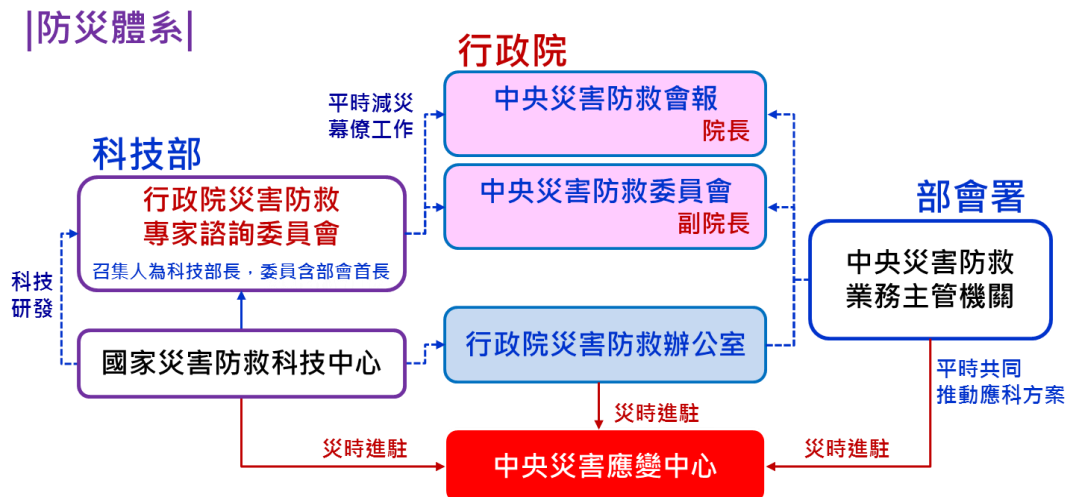 |防災體系|
行政院
中央災害防救會報
院長
平時減災
幕僚工作
科技部
行政院災害防救
專家諮詢委員會
召集人為科技部長，委員含部會首長
中央災害防救委員會
副院長
部會署
中央災害防救
業務主管機關
科技
研發
國家災害防救科技中心
行政院災害防救辦公室
平時共同
推動應科方案
災時進駐
災時進駐
災時進駐
中央災害應變中心